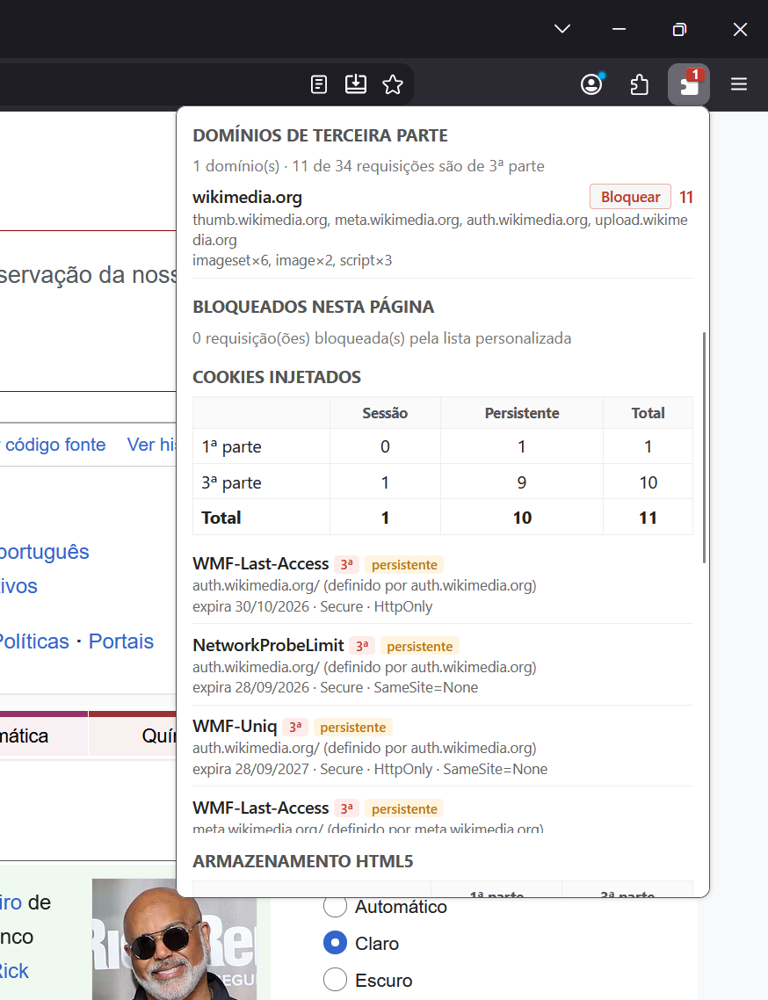 1
DOMÍNIOS DE TERCEIRA PARTE
1 domínio(s) · 11 de 34 requisições são de 3ª parte
wikimedia.org Bloquear 11
thumb.wikimedia.org, meta.wikimedia.org, auth.wikimedia.org, upload.wikime
dia.org
imageset×6, image×2, script×3
BLOQUEADOS NESTA PÁGINA
0 requisição(ões) bloqueada(s) pela lista personalizada
COOKIES INJETADOS
Sessão Persistente Total
1ª parte 0 1 1
3ª parte 1 9 10
Total 1 10 11
WMF-Last-Access 3ª persistente
auth.wikimedia.org/ (definido por auth.wikimedia.org)
expira 30/10/2026 · Secure · HttpOnly
NetworkProbeLimit 3ª persistente
auth.wikimedia.org/ (definido por auth.wikimedia.org)
expira 28/09/2026 · Secure · SameSite=None
WMF-Uniq 3ª persistente
auth.wikimedia.org/ (definido por auth.wikimedia.org)
expira 28/09/2027 · Secure · HttpOnly · SameSite=None
WMF-Last-Access 3ª persistente
meta.wikimedia.org/ (definido por meta.wikimedia.org)
ARMAZENAMENTO HTML5
1ª parte 3ª parte
servação da noss
código fonte Ver his
português
tivos
Políticas · Portais
mática Quí
iro de
nco
Rick
Automático
Claro
Escuro